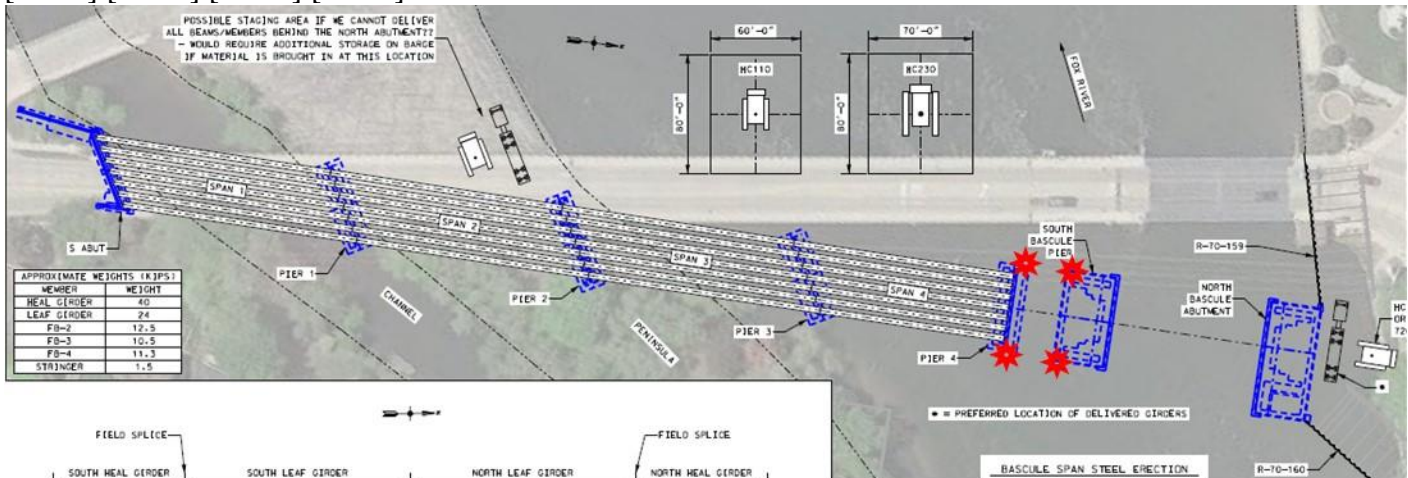 POSSIBLE STAGING AREA IF WE CANNOT DELIVER
ALL BEAMS/MEMBERS BEHIND THE NORTH ABUTMENT??
- WOULD REQUIRE ADDITIONAL STORAGE ON BARGE
IF MATERIAL IS BROUGHT IN AT THIS LOCATION
60'-0"
70'-0"
HC110
HC230
80'-0"
80'-0"
FOX RIVER
SPAN 1
SPAN 2
SPAN 3
SPAN 4
S ABUT
PIER 1
PIER 2
PIER 3
PIER 4
CHANNEL
PENINSULA
SOUTH
BASCULE
PIER
R-70-159
NORTH
BASCULE
ABUTMENT
HC
OR
APPROXIMATE WEIGHTS (KIPS)
MEMBER WEIGHT
HEAL GIRDER 40
LEAF GIRDER 24
FB-2 12.5
FB-3 10.5
FB-4 11.3
STRINGER 1.5
* = PREFERRED LOCATION OF DELIVERED GIRDERS
FIELD SPLICE
FIELD SPLICE
SOUTH HEAL GIRDER
SOUTH LEAF GIRDER
NORTH LEAF GIRDER
NORTH HEAL GIRDER
BASCULE SPAN STEEL ERECTION
R-70-160